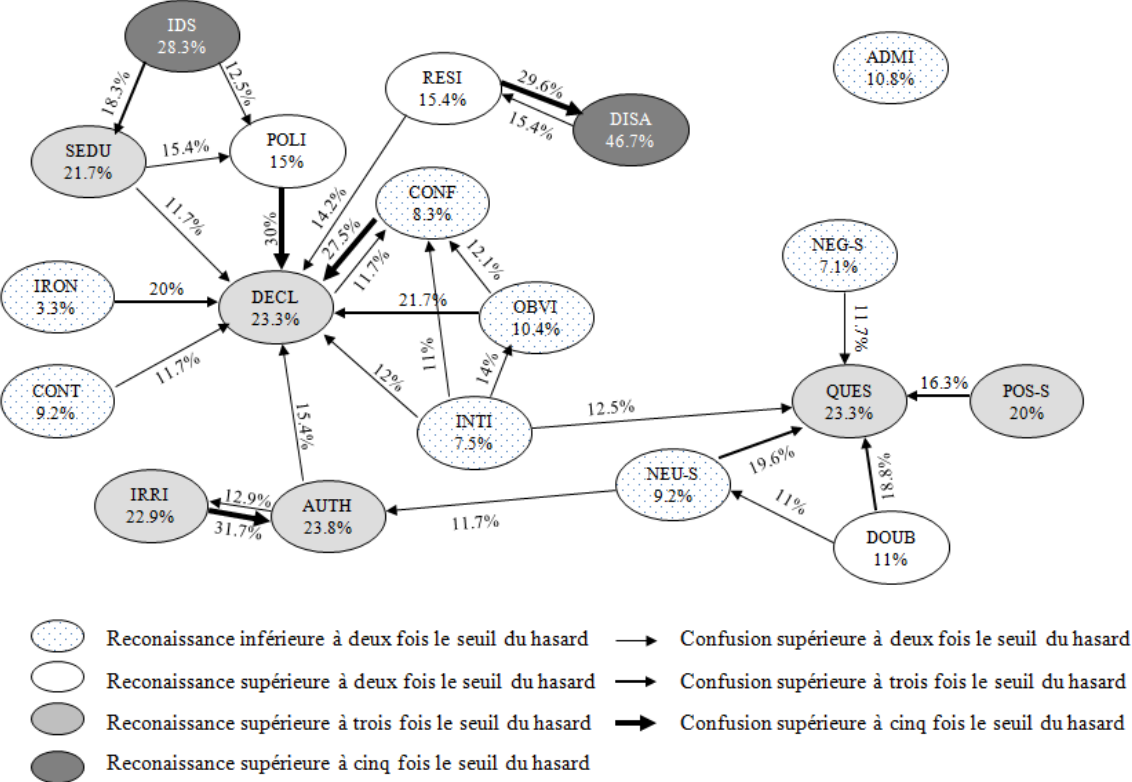 IDS
28.3%
18.3%
12.5%
SEDU
21.7%
15.4%
POLI
15%
11.7%
30%
RESI
15.4%
29.6%
15.4%
DISA
46.7%
ADMI
10.8%
14.2%
CONF
8.3%
27.5%
11.7%
12.1%
IRON
3.3%
20%
DECL
23.3%
21.7%
OBVI
10.4%
NEG-S
7.1%
11.7%
CONT
9.2%
11.7%
12%
11%
14%
INTI
7.5%
12.5%
QUES
23.3%
16.3%
POS-S
20%
15.4%
IRRI
22.9%
12.9%
31.7%
AUTH
23.8%
11.7%
NEU-S
9.2%
19.6%
18.8%
11%
DOUB
11%
Reconaissance inférieure à deux fois le seuil du hasard
Confusion supérieure à deux fois le seuil du hasard
Reconaissance supérieure à deux fois le seuil du hasard
Confusion supérieure à trois fois le seuil du hasard
Reconaissance supérieure à trois fois le seuil du hasard
Confusion supérieure à cinq fois le seuil du hasard
Reconaissance supérieure à cinq fois le seuil du hasard